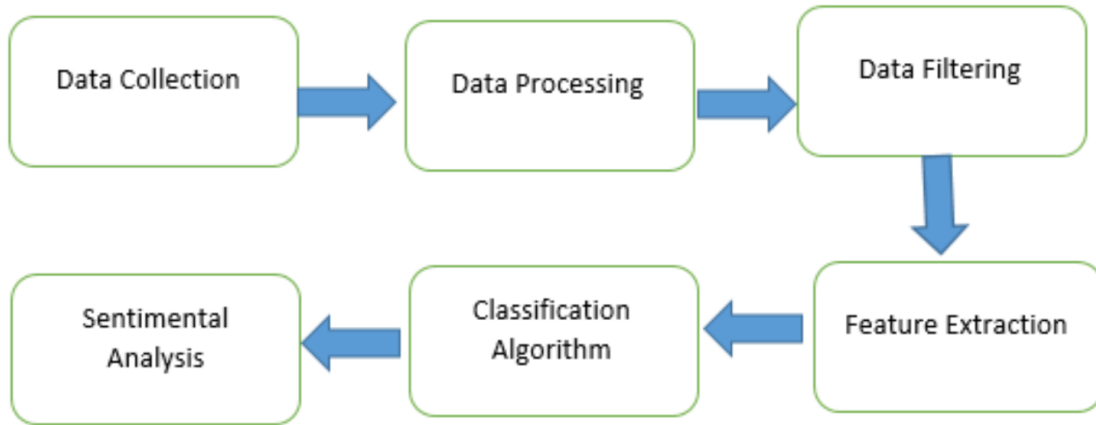 Data Collection
Data Processing
Data Filtering
Feature Extraction
Classification
Algorithm
Sentimental
Analysis